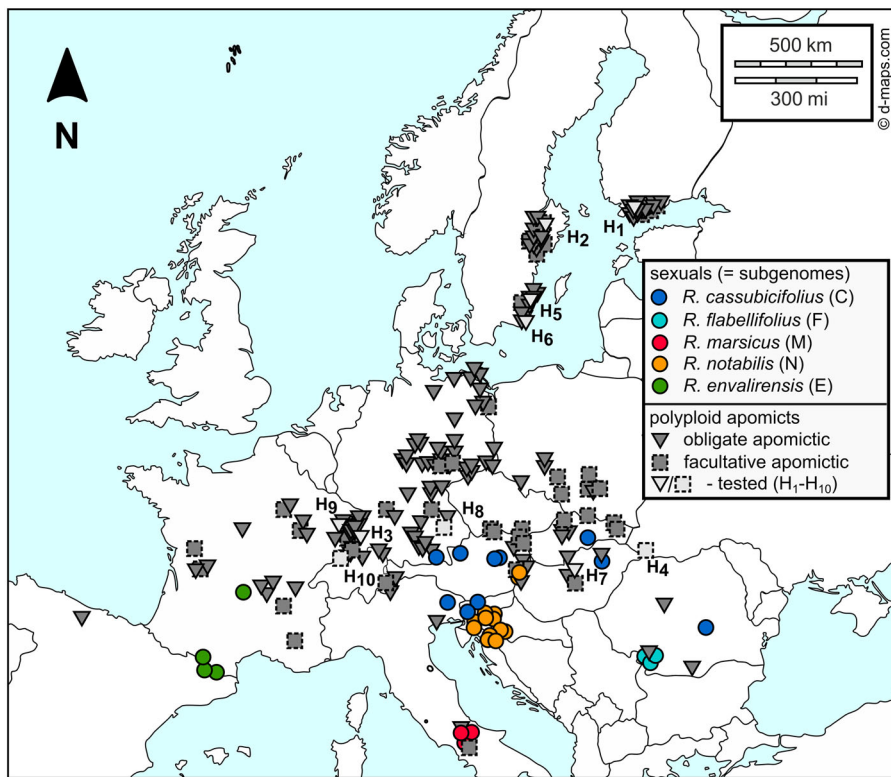 500 km
300 mi
© d-maps.com
N
H1
H2
H5
H6
sexuals (= subgenomes)
R. cassubicifolius (C)
R. flabellifolius (F)
R. marsicus (M)
R. notabilis (N)
R. envalirensis (E)
polyploid apomicts
obligate apomictic
facultative apomictic
/ - tested (H1-H10)
H9
H8
H3
H10
H7
H4